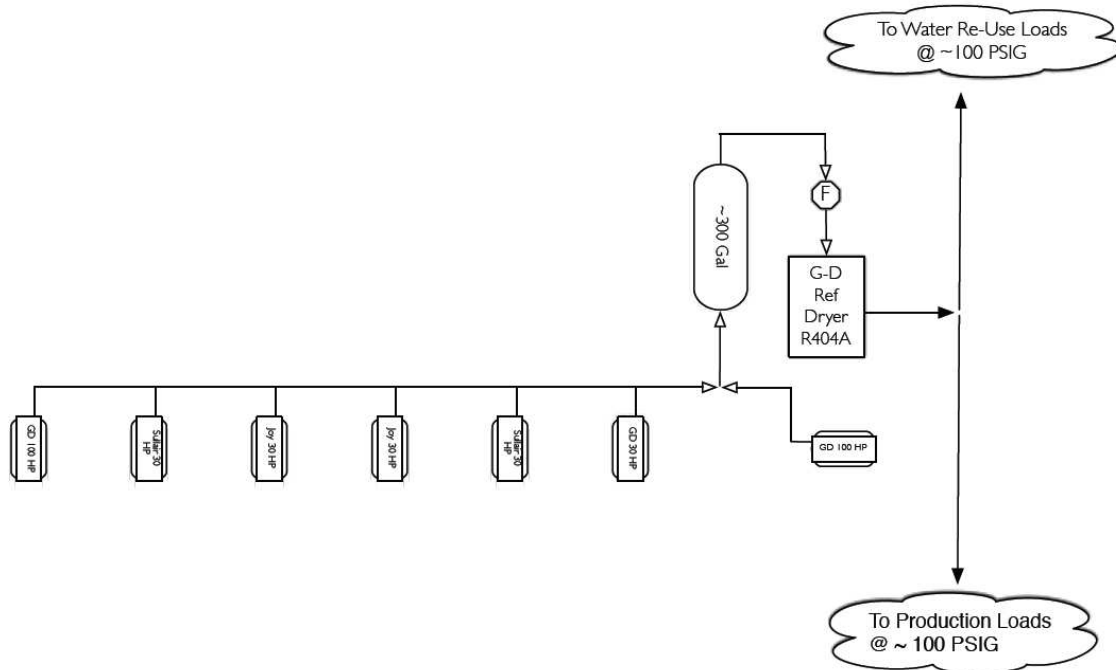 To Water Re-Use Loads
@ ~100 PSIG
F
~300 Gal
G-D
Ref
Dryer
R404A
GD 100 HP
Sullair 30
HP
Joy 30 HP
Joy 30 HP
Sullair 30
HP
GD 30 HP
GD 100 HP
To Production Loads
@ ~ 100 PSIG